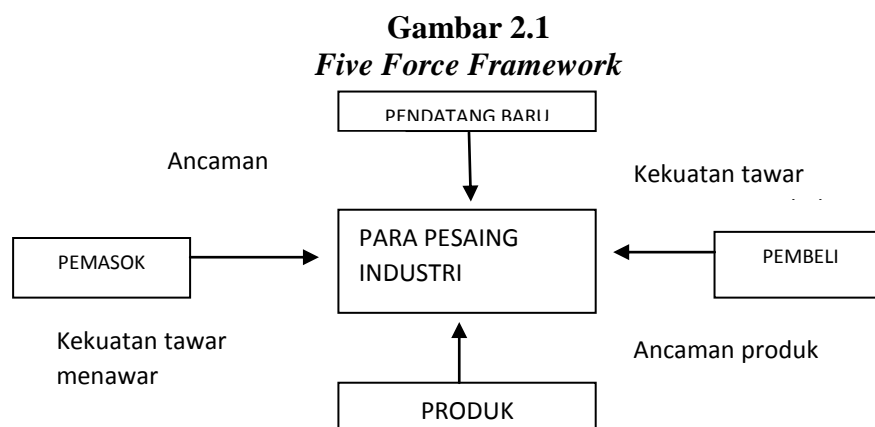 Gambar 2.1
Five Force Framework
PENDATANG BARU
Ancaman
Kekuatan tawar
PARA PESAING
INDUSTRI
PEMASOK
PEMBELI
Kekuatan tawar
menawar
Ancaman produk
PRODUK